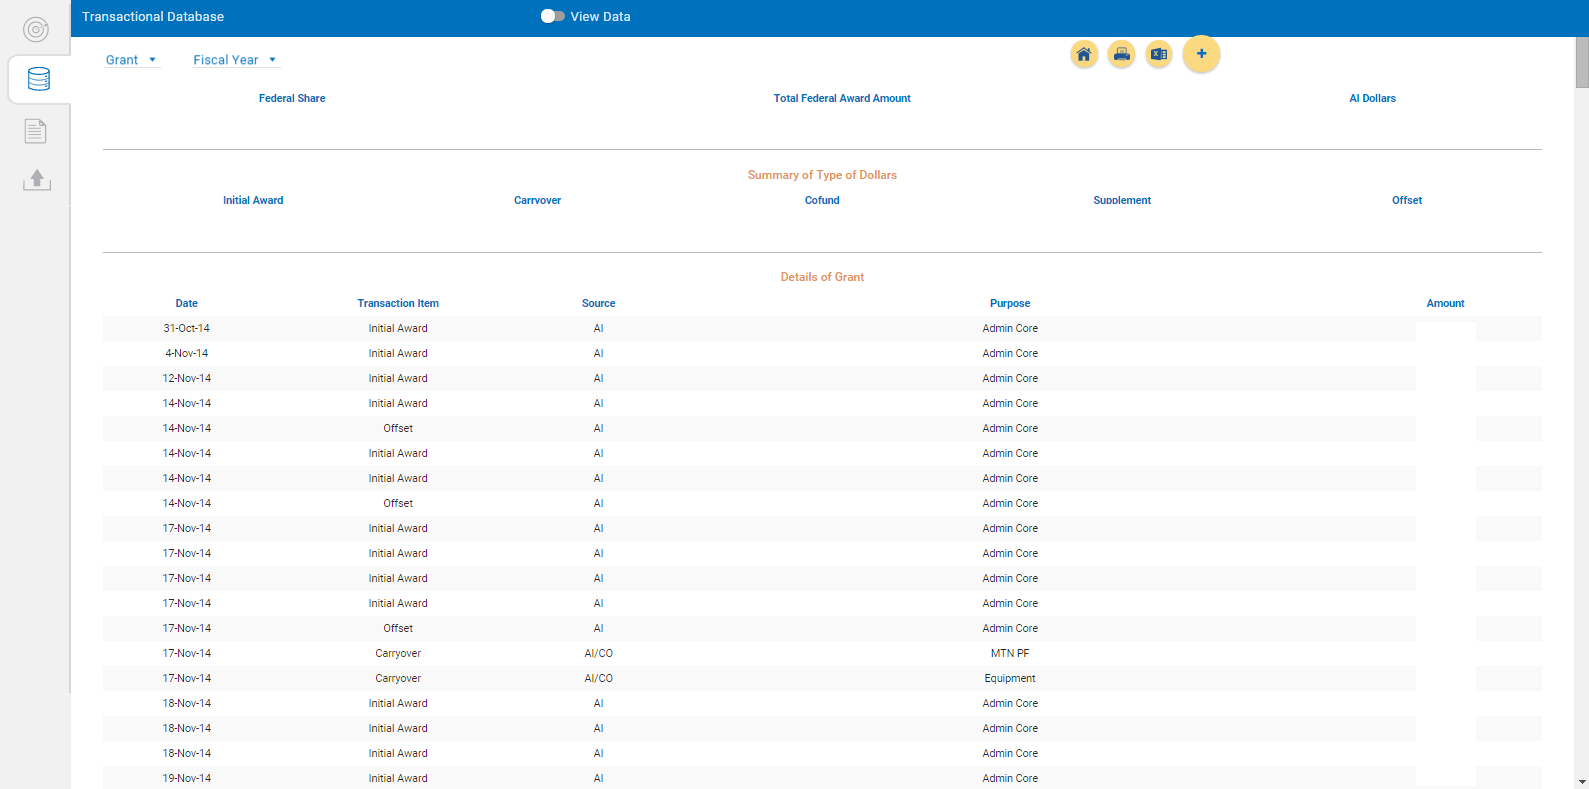 Transactional Database View Data
Grant Fiscal Year
Federal Share Total Federal Award Amount AI Dollars
Summary of Type of Dollars
Initial Award Carryover Cofund Supplement Offset
Details of Grant
Date Transaction Item Source Purpose Amount
31-Oct-14 Initial Award AI Admin Core
4-Nov-14 Initial Award AI Admin Core
12-Nov-14 Initial Award AI Admin Core
14-Nov-14 Initial Award AI Admin Core
14-Nov-14 Offset AI Admin Core
14-Nov-14 Initial Award AI Admin Core
14-Nov-14 Initial Award AI Admin Core
14-Nov-14 Offset AI Admin Core
17-Nov-14 Initial Award AI Admin Core
17-Nov-14 Initial Award AI Admin Core
17-Nov-14 Initial Award AI Admin Core
17-Nov-14 Initial Award AI Admin Core
17-Nov-14 Offset AI Admin Core
17-Nov-14 Carryover AI/CO MTN PF
17-Nov-14 Carryover AI/CO Equipment
18-Nov-14 Initial Award AI Admin Core
18-Nov-14 Initial Award AI Admin Core
18-Nov-14 Initial Award AI Admin Core
19-Nov-14 Initial Award AI Admin Core